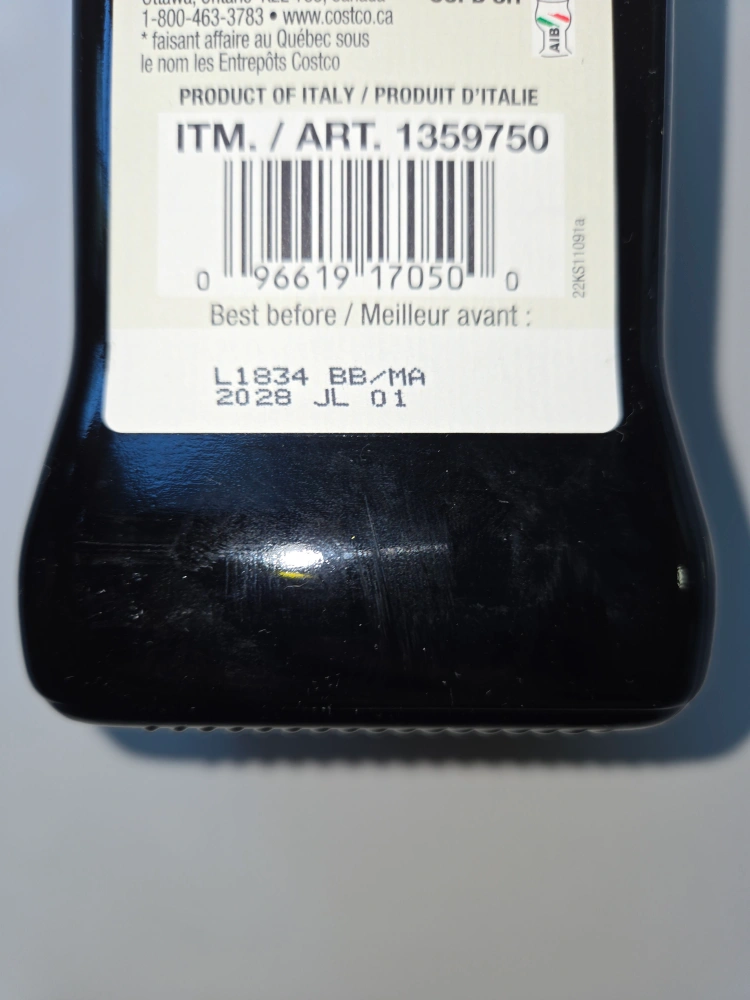 1-800-463-3783 • www.costco.ca
* faisant affaire au Québec sous
le nom les Entrepôts Costco
AIB
PRODUCT OF ITALY / PRODUIT D'ITALIE
ITM. / ART. 1359750
0 96619 17050 0
22KS11091a
Best before / Meilleur avant :
L1834 BB/MA
2028 JL 01